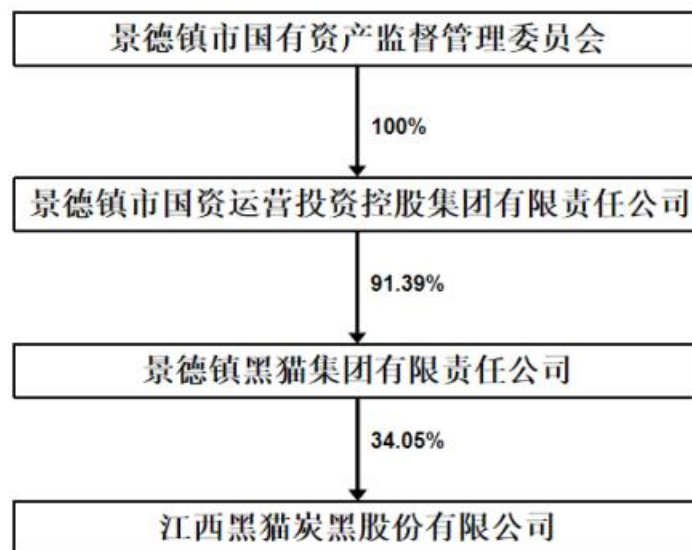 景德镇市国有资产监督管理委员会
100%
景德镇市国资运营投资控股集团有限责任公司
91.39%
景德镇黑猫集团有限责任公司
34.05%
江西黑猫炭黑股份有限公司